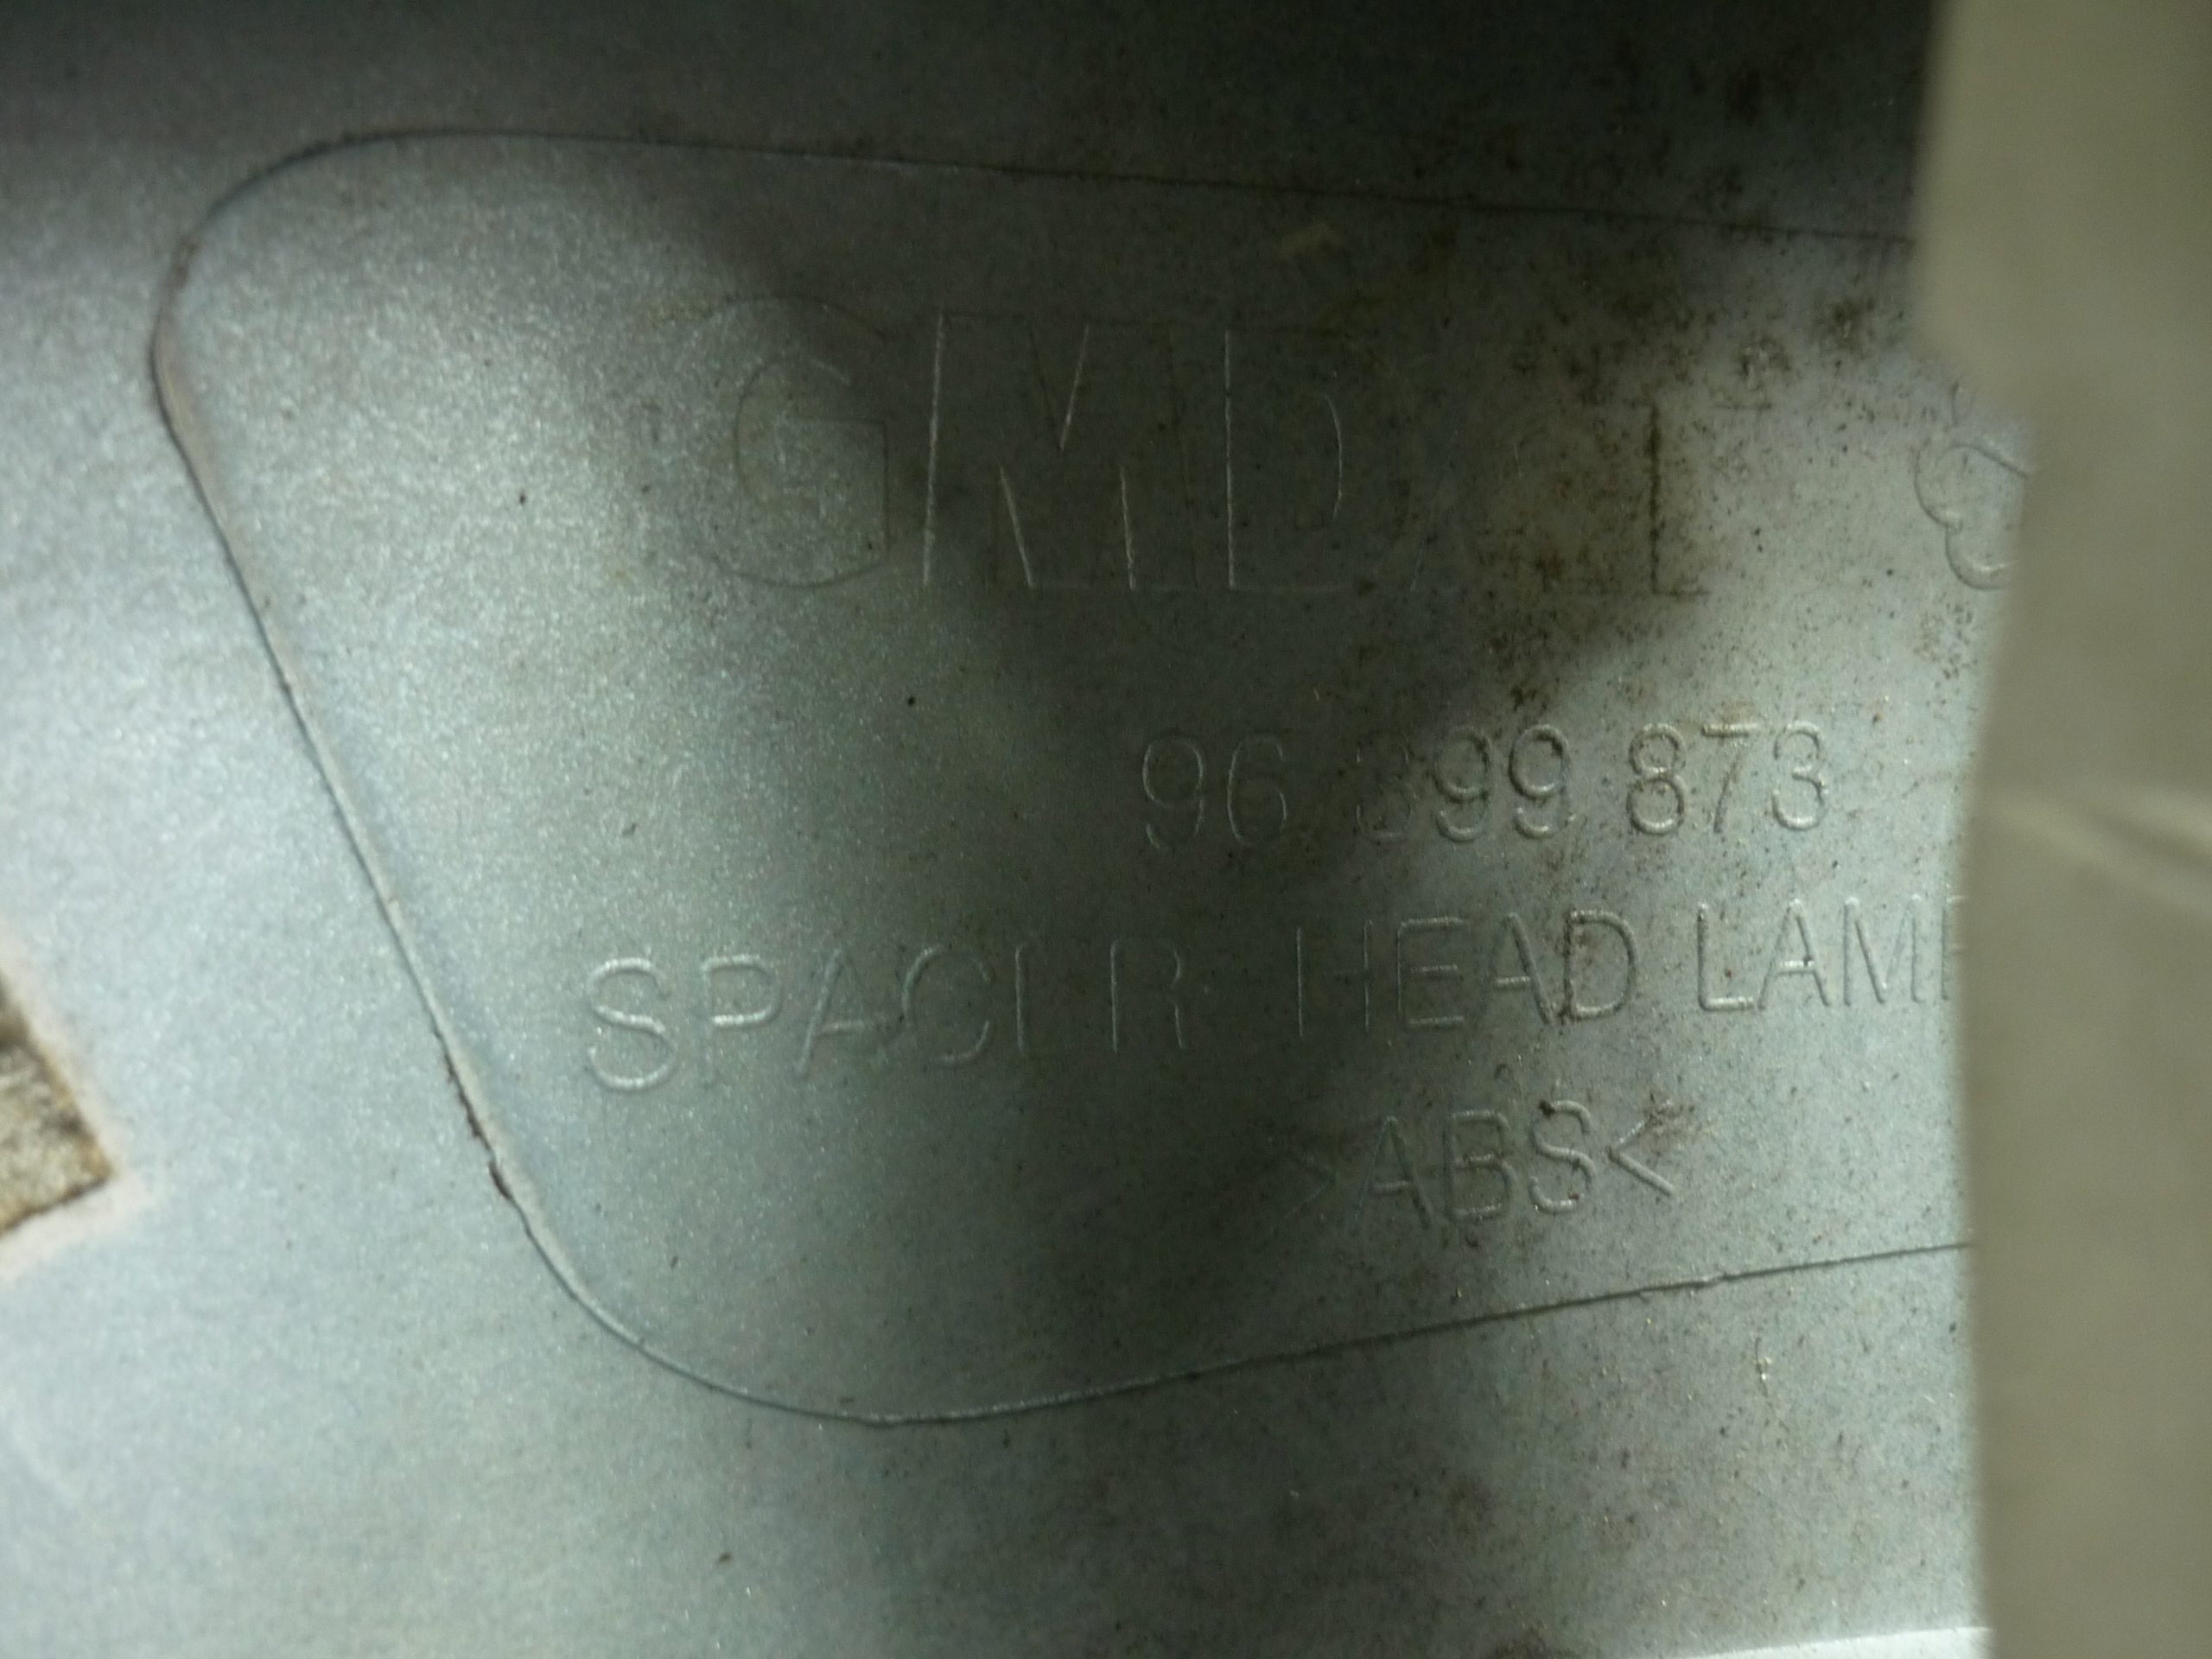 GMDAT
96 399 873
SPACER-HEAD LAMP
>ABS<